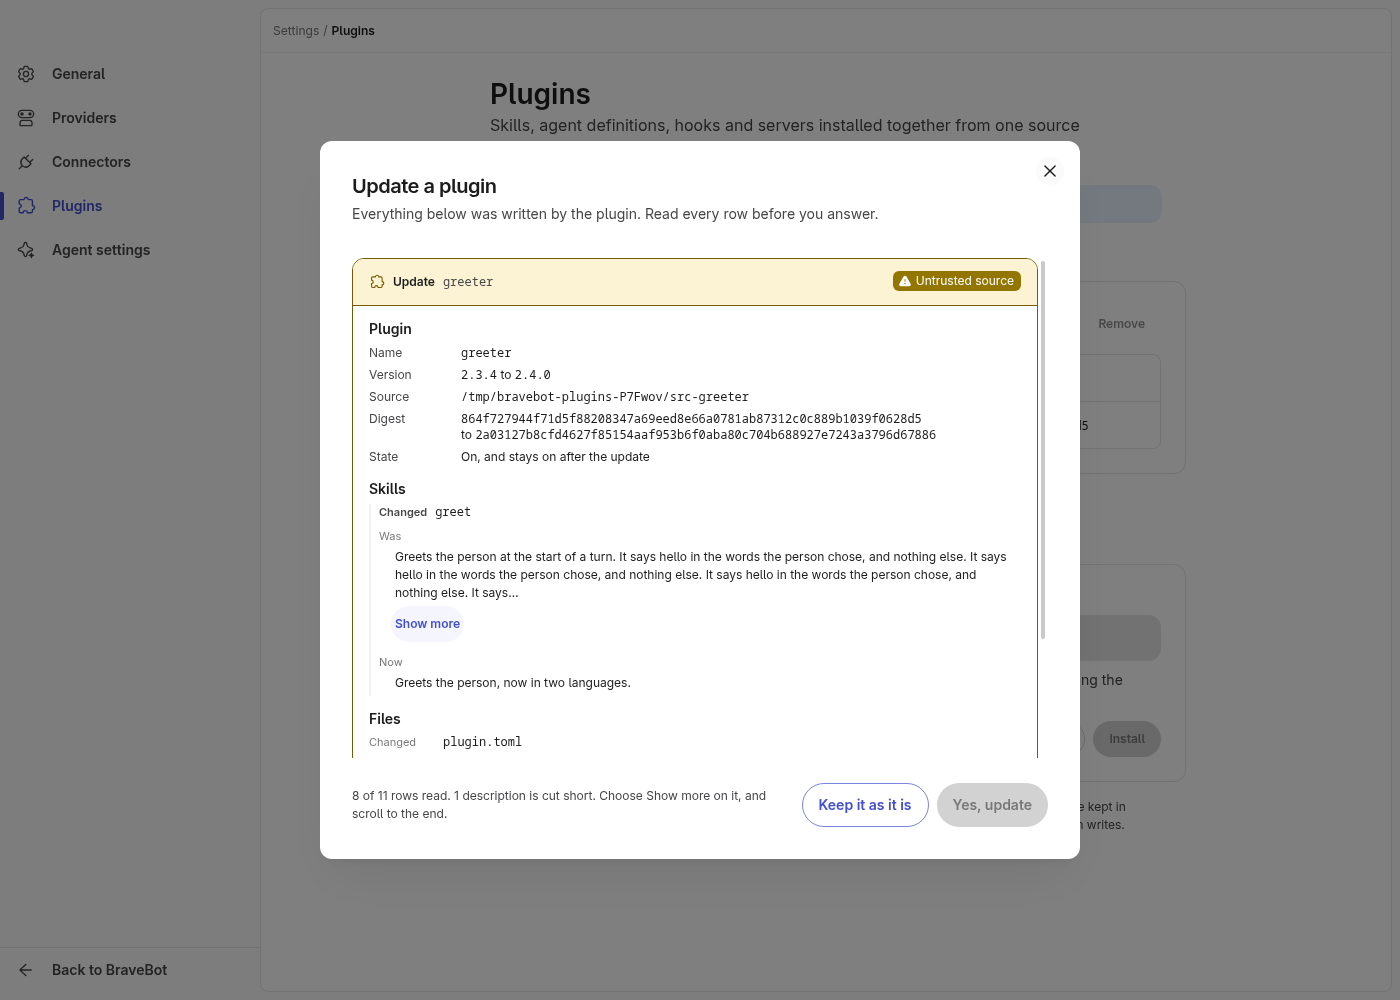 Settings / Plugins
General
Providers
Connectors
Plugins
Agent settings
Back to BraveBot
Plugins
Skills, agent definitions, hooks and servers installed together from one source
Remove
Update a plugin
Everything below was written by the plugin. Read every row before you answer.
Update greeter
Untrusted source
Plugin
Name greeter
Version 2.3.4 to 2.4.0
Source /tmp/bravebot-plugins-P7Fwov/src-greeter
Digest 864f727944f71d5f88208347a69eed8e66a0781ab87312c0c889b1039f0628d5
to 2a03127b8cfd4627f85154aaf953b6f0aba80c704b688927e7243a3796d67886
State On, and stays on after the update
Skills
Changed greet
Was
Greets the person at the start of a turn. It says hello in the words the person chose, and nothing else. It says
hello in the words the person chose, and nothing else. It says hello in the words the person chose, and
nothing else. It says…
Show more
Now
Greets the person, now in two languages.
Files
Changed plugin.toml
8 of 11 rows read. 1 description is cut short. Choose Show more on it, and
scroll to the end.
Keep it as it is
Yes, update
the
Install
kept in
writes.